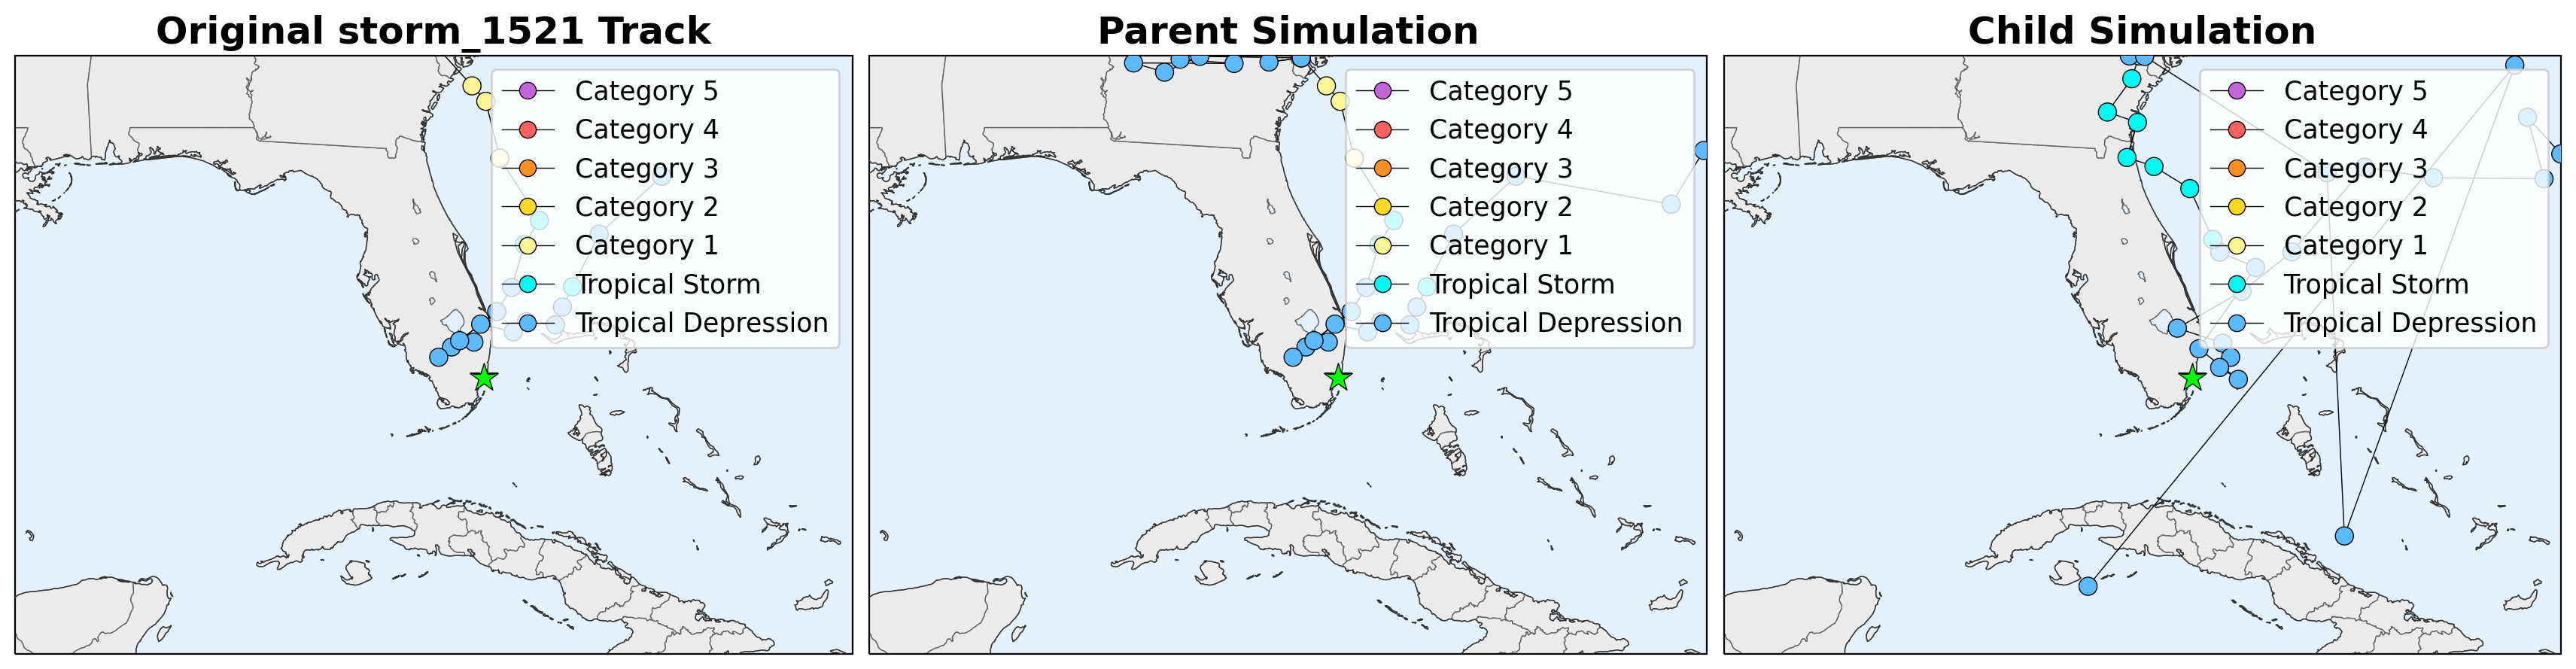 Original storm_1521 Track
Category 5
Category 4
Category 3
Category 2
Category 1
Tropical Storm
Tropical Depression
Parent Simulation
Category 5
Category 4
Category 3
Category 2
Category 1
Tropical Storm
Tropical Depression
Child Simulation
Category 5
Category 4
Category 3
Category 2
Category 1
Tropical Storm
Tropical Depression